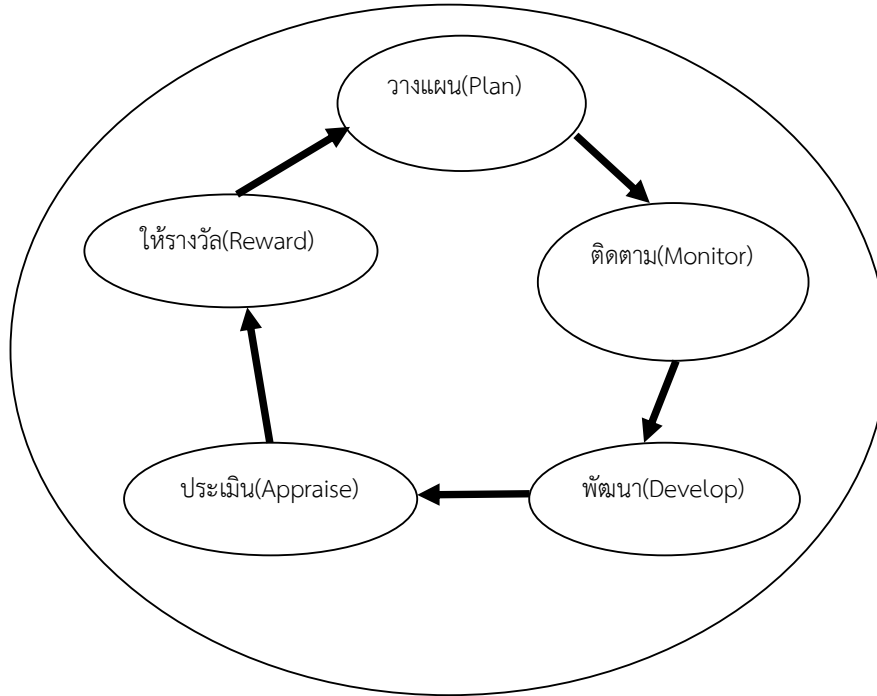 วางแผน(Plan)
ติดตาม(Monitor)
พัฒนา(Develop)
ประเมิน(Appraise)
ให้รางวัล(Reward)